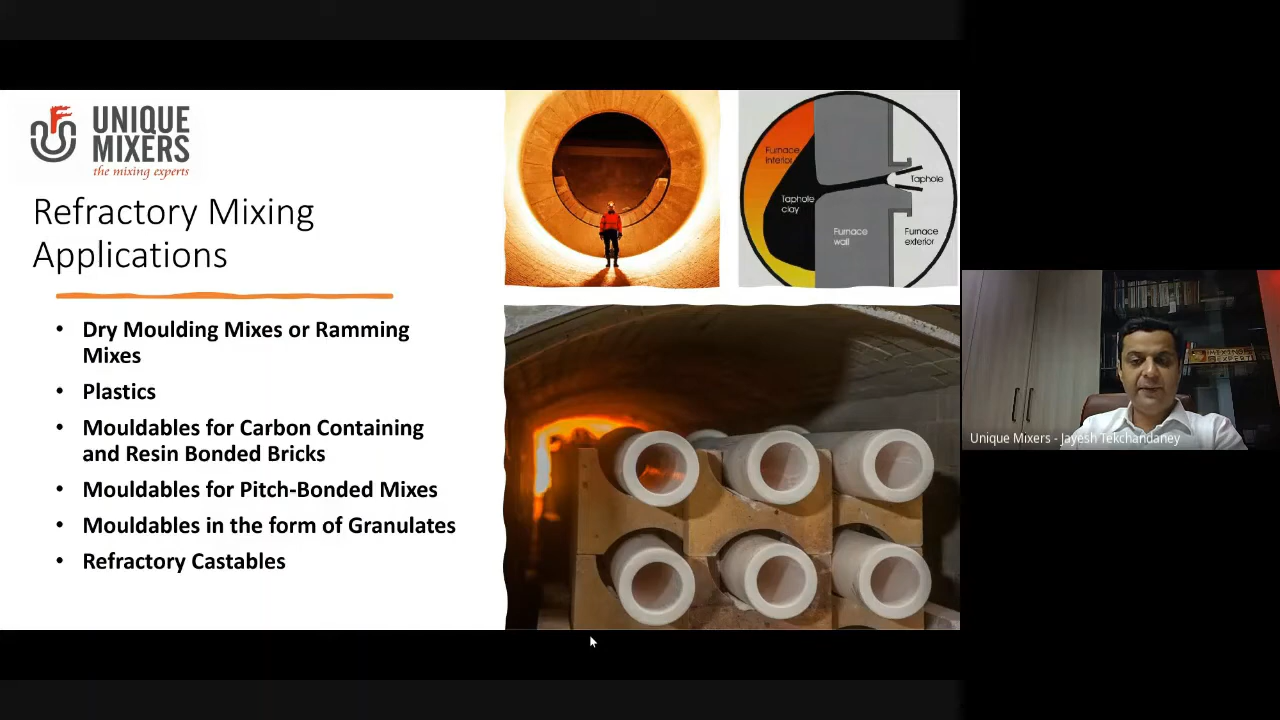 UNIQUE
MIXERS
the mixing experts
Refractory Mixing
Applications
• Dry Moulding Mixes or Ramming
Mixes
• Plastics
• Mouldables for Carbon Containing
and Resin Bonded Bricks
• Mouldables for Pitch-Bonded Mixes
• Mouldables in the form of Granulates
• Refractory Castables
Furnace
interior
Taphole
clay
Furnace
wall
Taphole
Furnace
exterior
MIXING
EXPERTS
Unique Mixers - Jayesh Tekchandaney